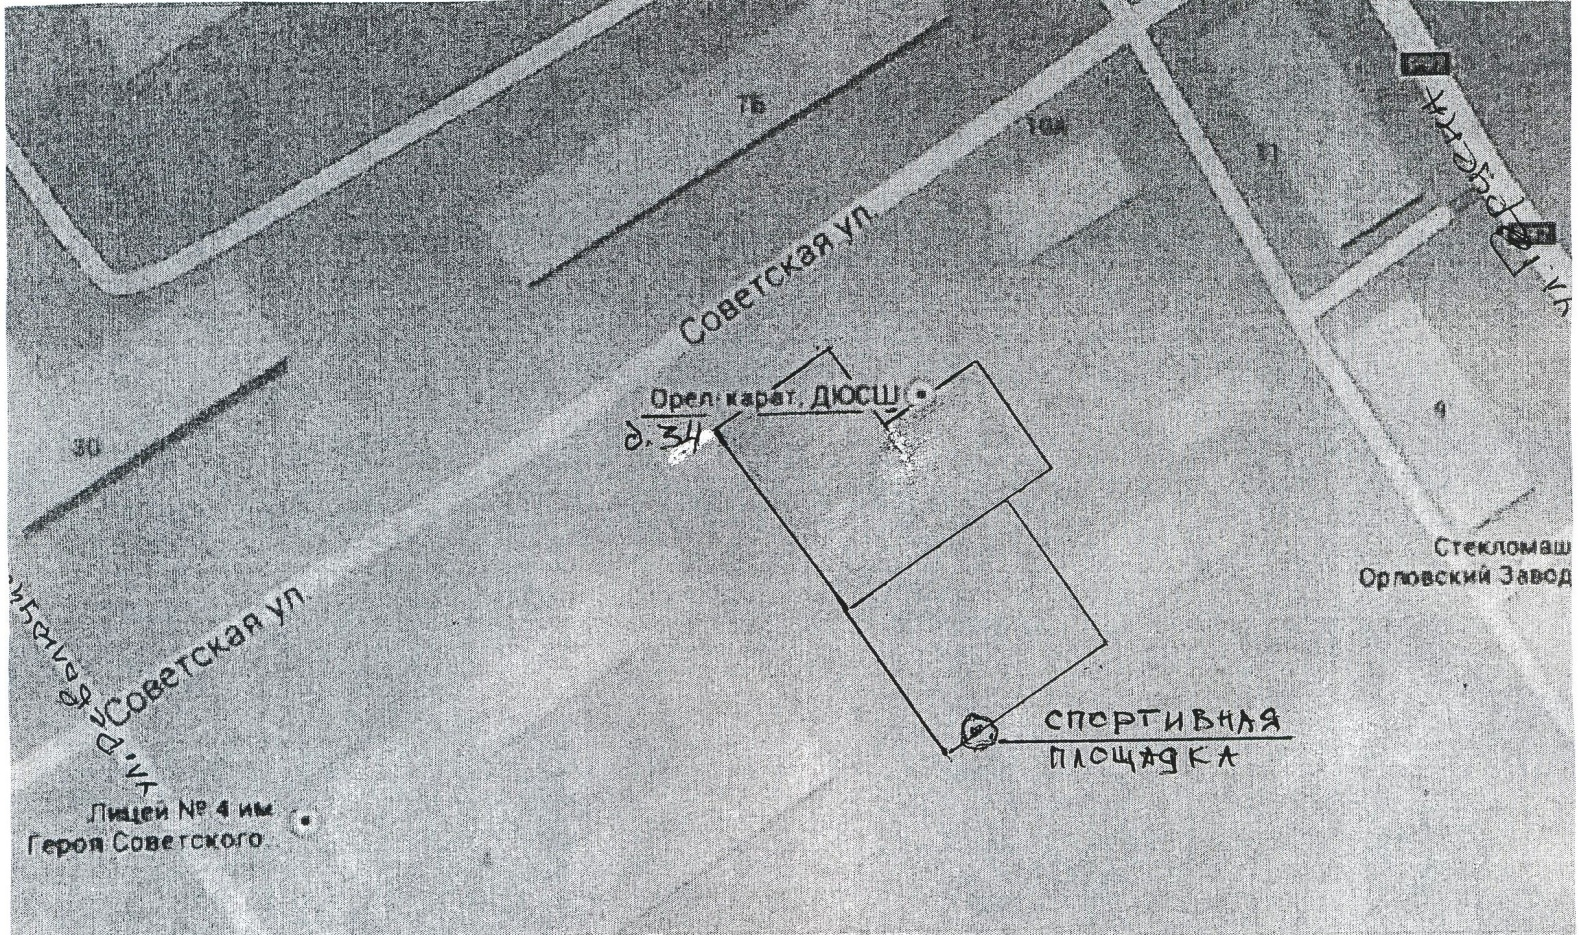 7Б
10А
11
Советская ул.
Орел-карат, ДЮСШ
д. 34
30
9
Стекломаш
Орловский Завод
Советская ул.
СПОРТИВНАЯ
ПЛОЩАДКА
Лицей № 4 им
Героя Советского